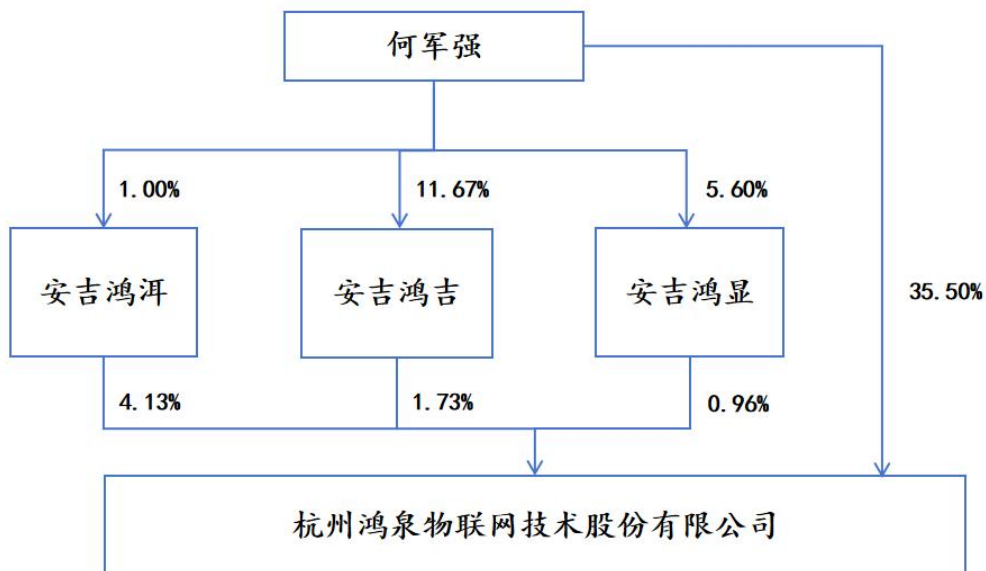 何军强
1.00%
11.67%
5.60%
安吉鸿洱
安吉鸿吉
安吉鸿显
35.50%
4.13%
1.73%
0.96%
杭州鸿泉物联网技术股份有限公司